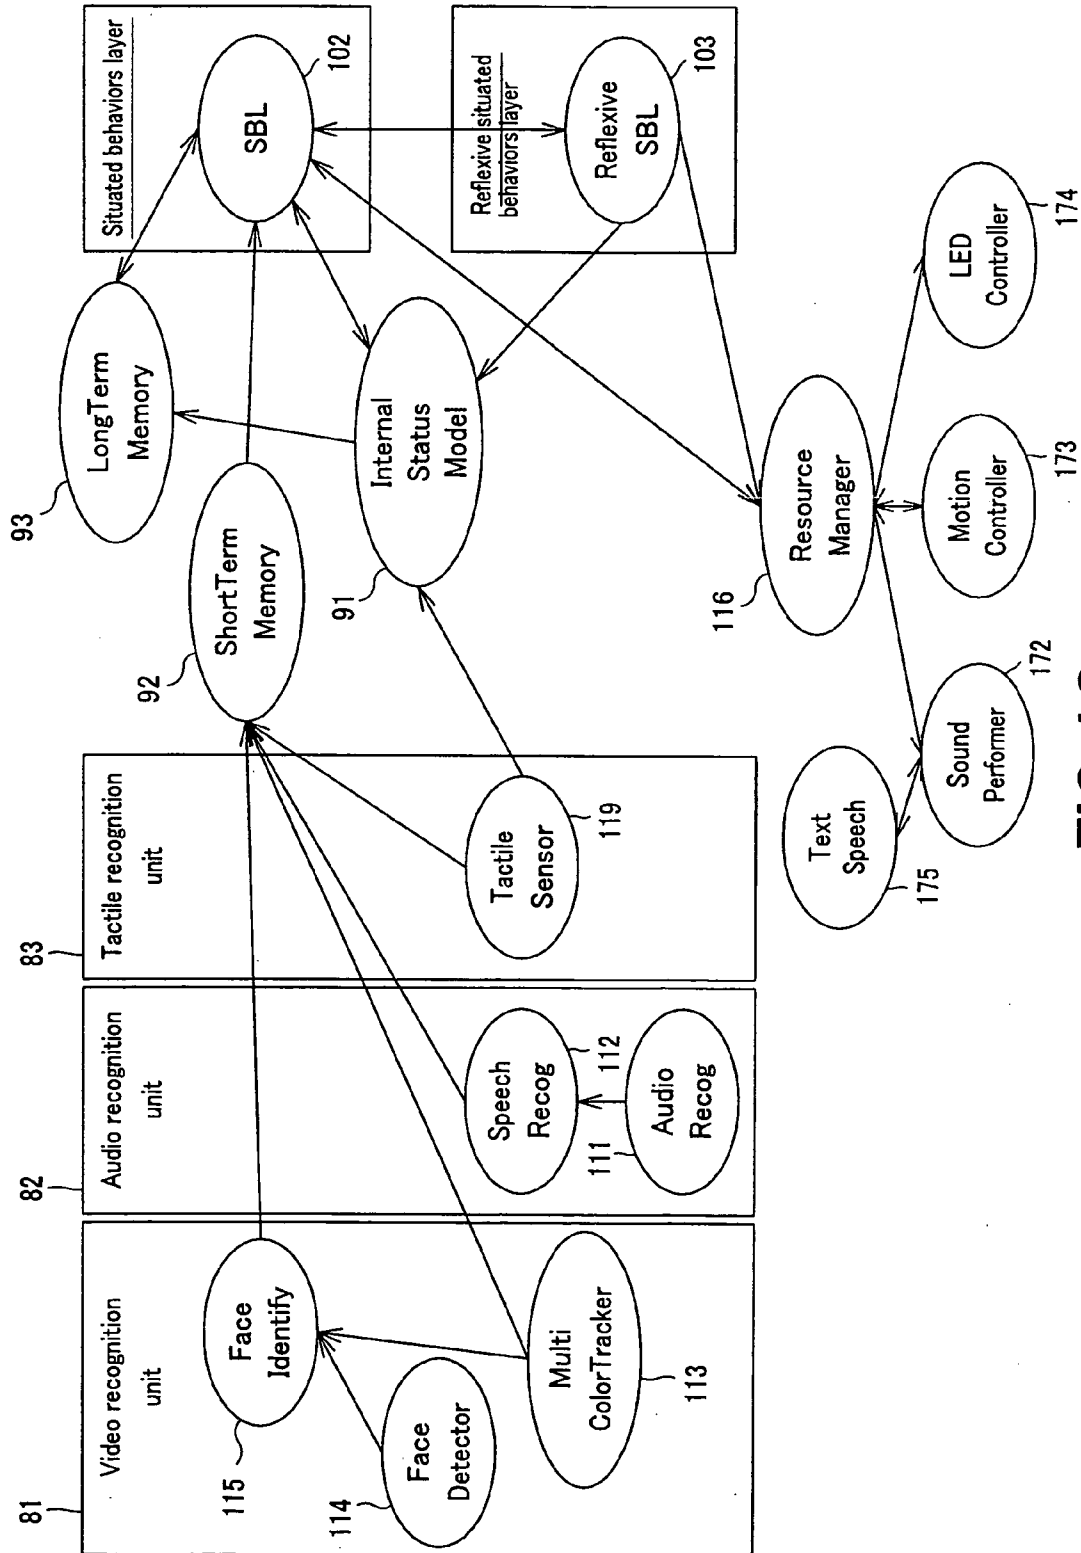 81
Video recognition
unit
115
Face
Identify
114
Face
Detector
Multi
ColorTracker
113
82
Audio recognition
unit
Speech
Recog
112
111
Audio
Recog
83
Tactile recognition
unit
Tactile
Sensor
119
92
ShortTerm
Memory
93
LongTerm
Memory
91
Internal
Status
Model
Situated behaviors layer
SBL
102
Reflexive situated
behaviors layer
Reflexive
SBL
103
116
Resource
Manager
Text
Speech
175
Sound
Performer
172
Motion
Controller
173
LED
Controller
174